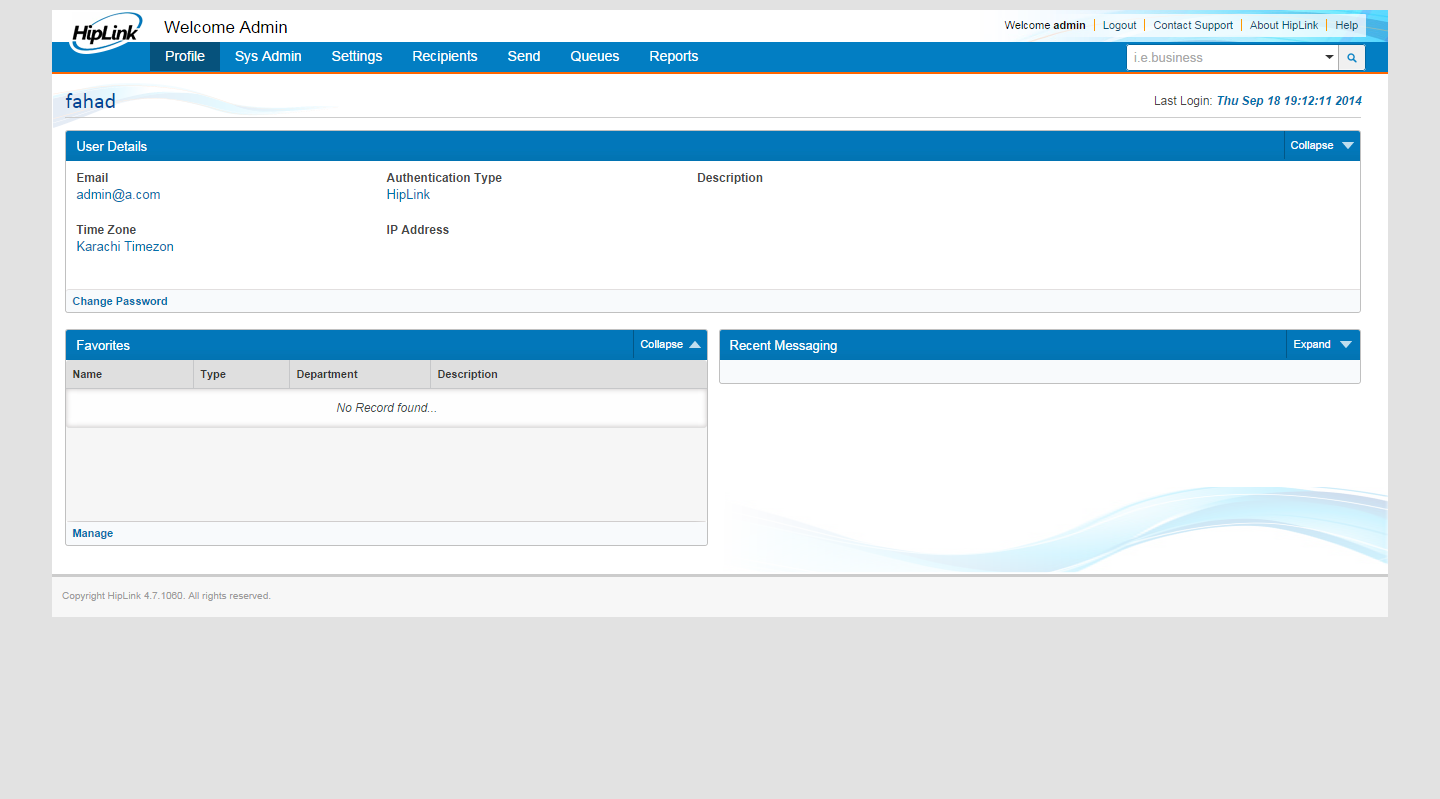 HipLink
Welcome Admin
Welcome admin Logout Contact Support About HipLink Help
Profile Sys Admin Settings Recipients Send Queues Reports i.e.business
fahad
Last Login: Thu Sep 18 19:12:11 2014
User Details Collapse
Email Authentication Type Description
admin@a.com HipLink
Time Zone IP Address
Karachi Timezon
Change Password
Favorites Collapse
Name Type Department Description
No Record found...
Manage
Recent Messaging Expand
Copyright HipLink 4.7.1060. All rights reserved.